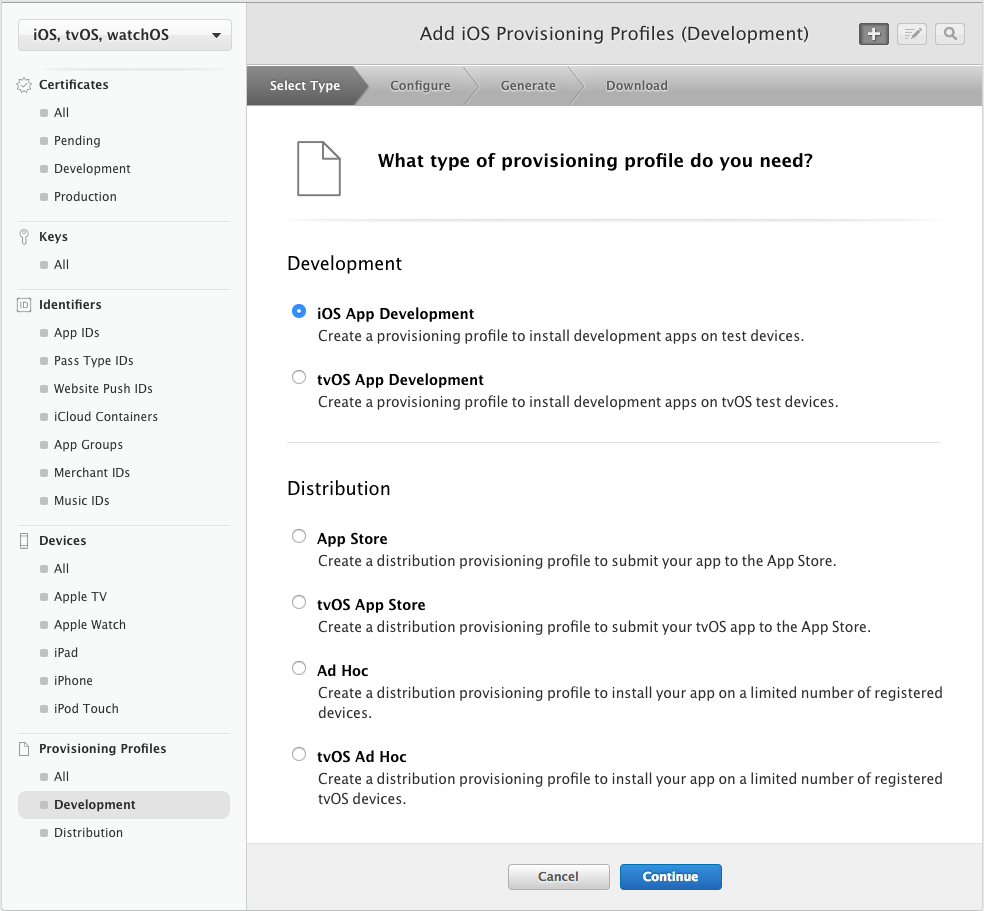 iOS, tvOS, watchOS
Certificates
All
Pending
Development
Production
Keys
All
ID Identifiers
App IDs
Pass Type IDs
Website Push IDs
iCloud Containers
App Groups
Merchant IDs
Music IDs
Devices
All
Apple TV
Apple Watch
iPad
iPhone
iPod Touch
Provisioning Profiles
All
Development
Distribution
Add iOS Provisioning Profiles (Development)
Select Type Configure Generate Download
What type of provisioning profile do you need?
Development
iOS App Development
Create a provisioning profile to install development apps on test devices.
tvOS App Development
Create a provisioning profile to install development apps on tvOS test devices.
Distribution
App Store
Create a distribution provisioning profile to submit your app to the App Store.
tvOS App Store
Create a distribution provisioning profile to submit your tvOS app to the App Store.
Ad Hoc
Create a distribution provisioning profile to install your app on a limited number of registered
devices.
tvOS Ad Hoc
Create a distribution provisioning profile to install your app on a limited number of registered
tvOS devices.
Cancel Continue